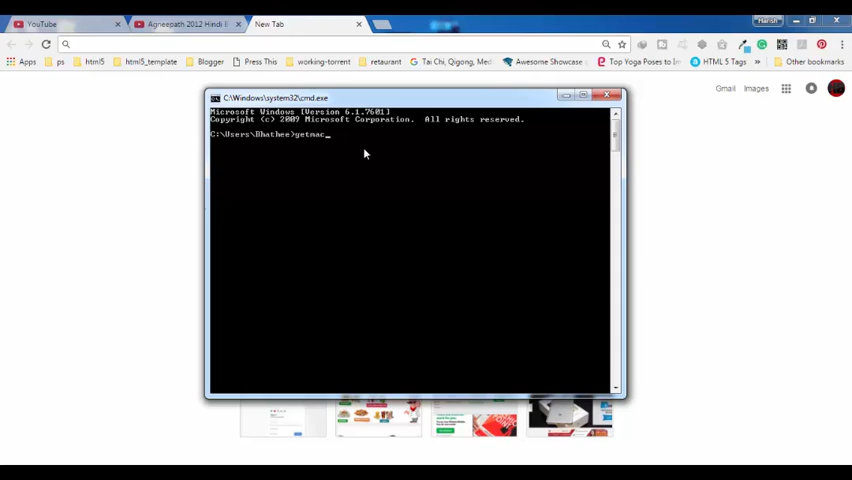 YouTube
Agneepath 2012 Hindi
New Tab
Harish
Apps ps html5 html5_template Blogger Press This working-torrent retaurant Tai Chi, Qigong, Med Awesome Showcase Top Yoga Poses to HTML 5 Tags Other bookmarks
Gmail Images
C:\Windows\system32\cmd.exe
Microsoft Windows [Version 6.1.7601]
Copyright (c) 2009 Microsoft Corporation.  All rights reserved.
C:\Users\Bhathee>getmac_